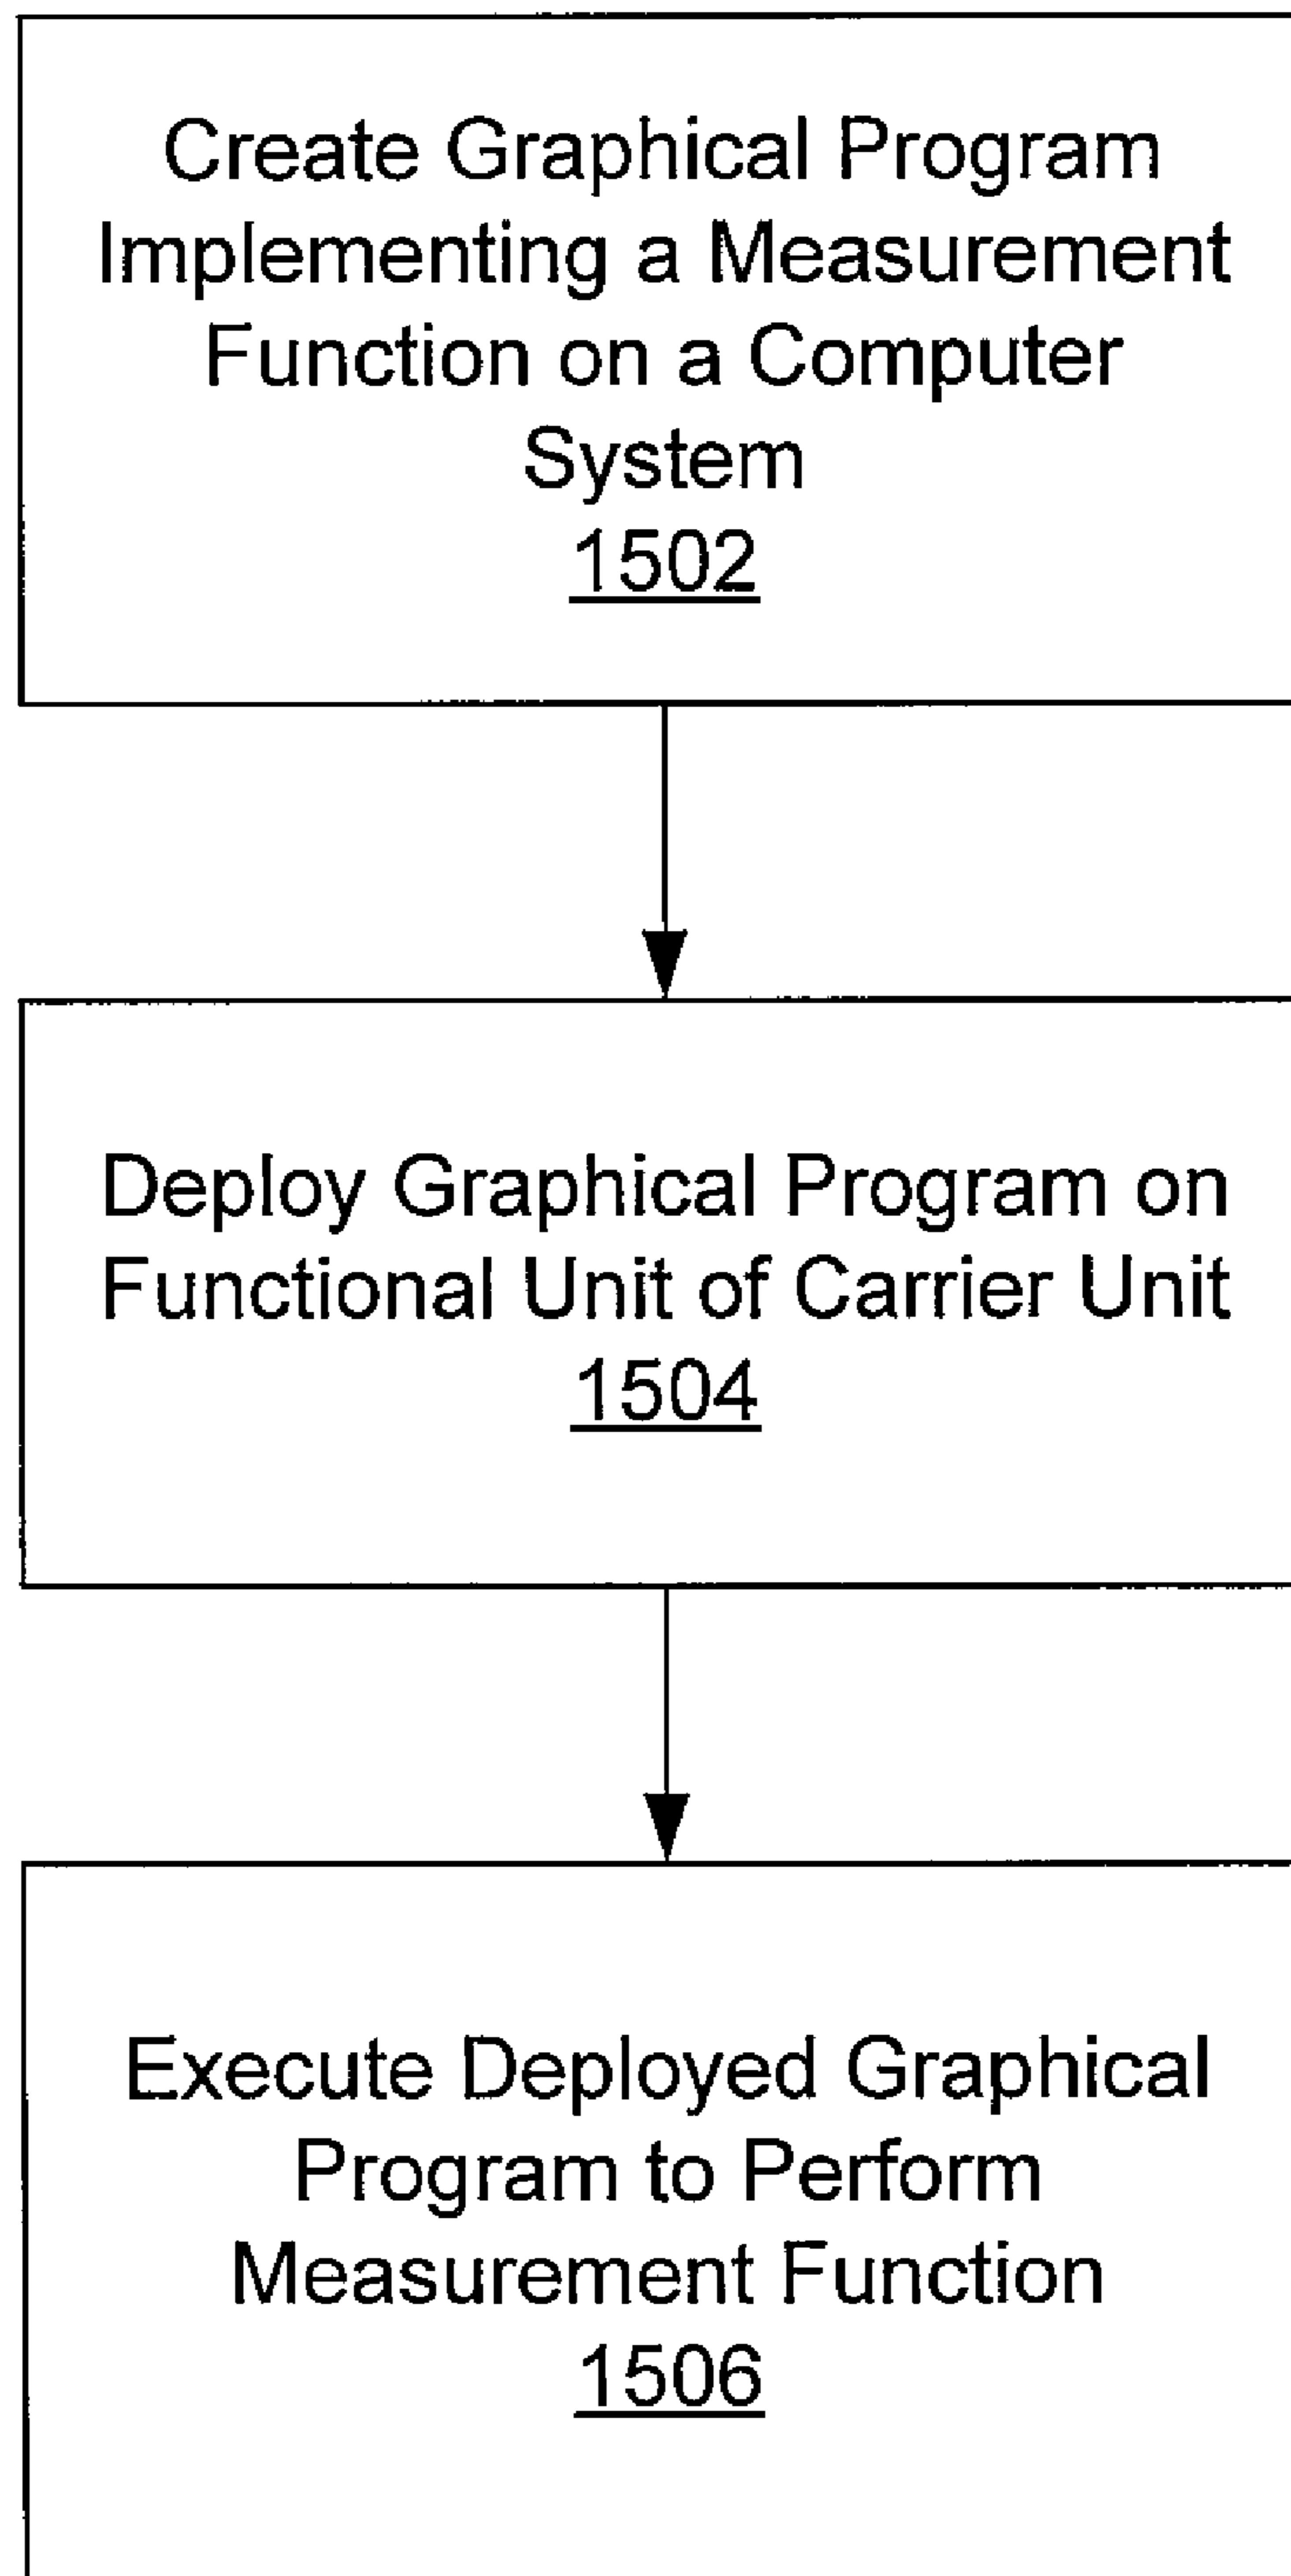 Create Graphical Program
Implementing a Measurement
Function on a Computer
System
1502
Deploy Graphical Program on
Functional Unit of Carrier Unit
1504
Execute Deployed Graphical
Program to Perform
Measurement Function
1506